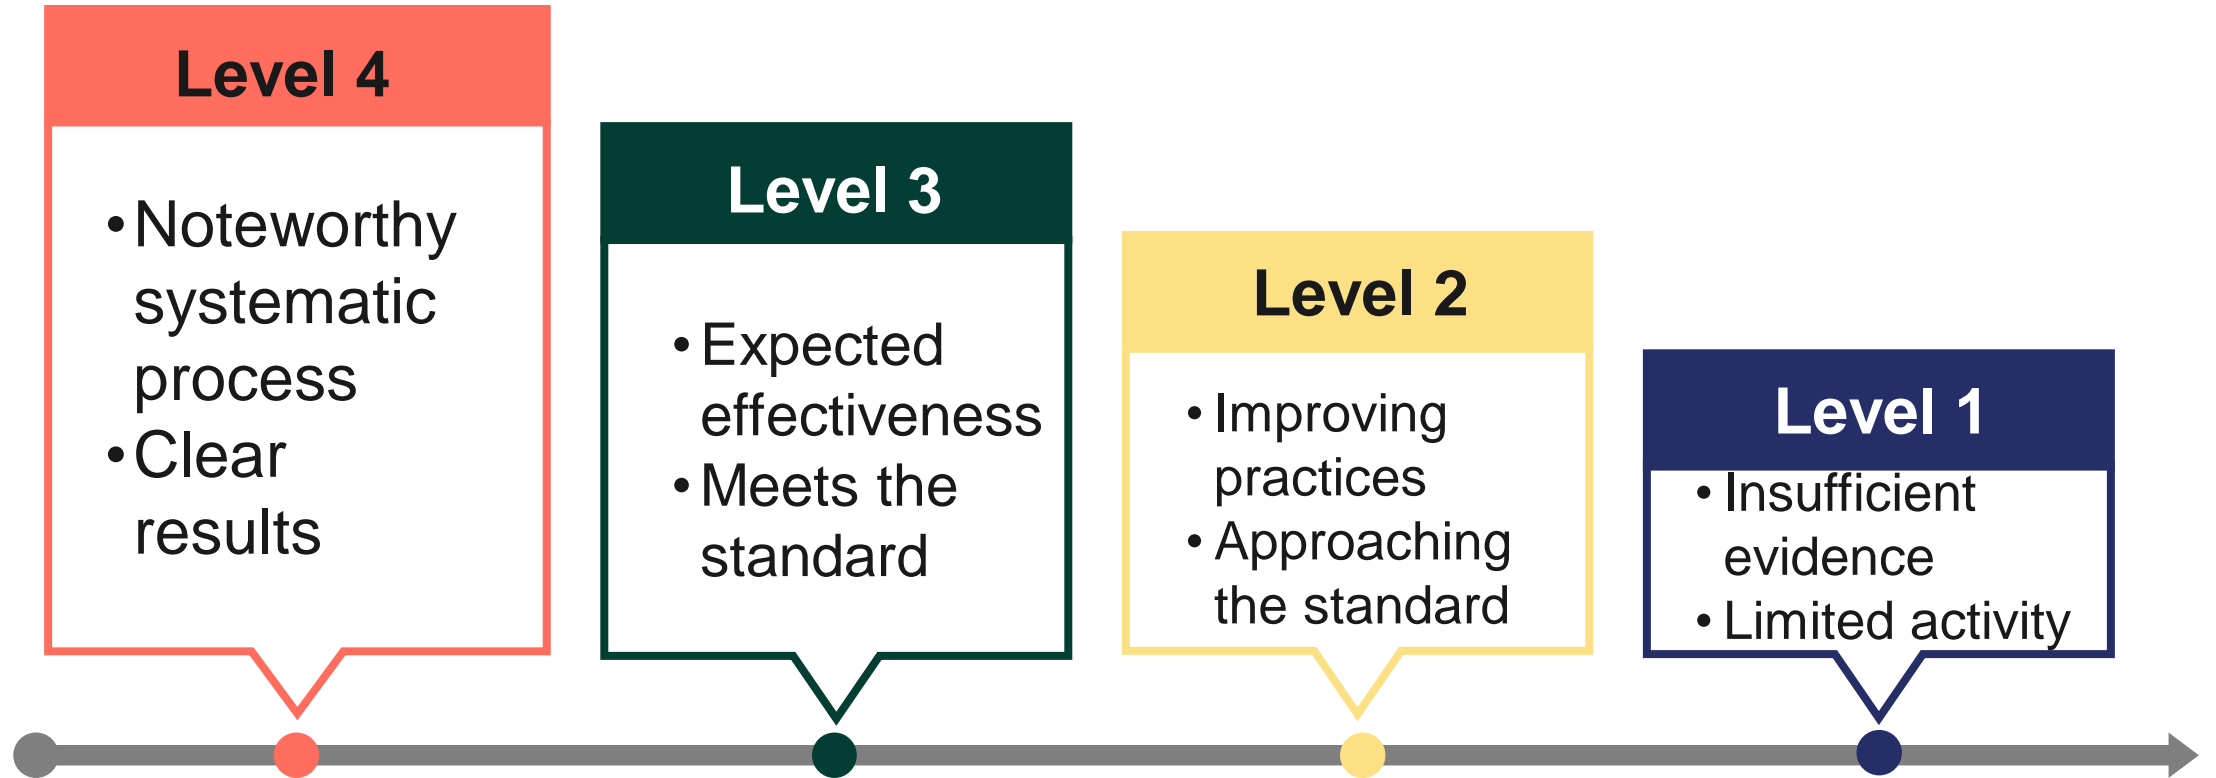 Level 4
•Noteworthy
systematic
process
•Clear
results
Level 3
•Expected
effectiveness
•Meets the
standard
Level 2
•Improving
practices
•Approaching
the standard
Level 1
•Insufficient
evidence
•Limited activity